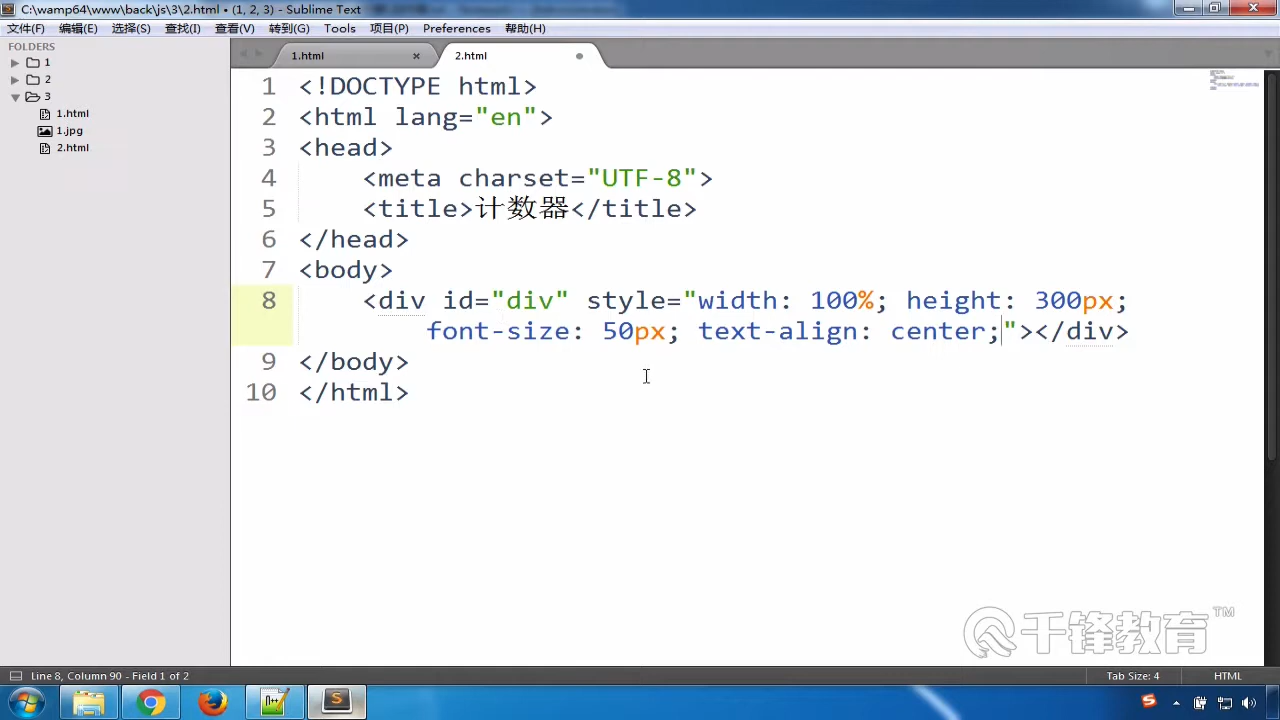 C:\wamp64\www\back\js\3\2.html • (1, 2, 3) - Sublime Text
文件(F) 编辑(E) 选择(S) 查找(I) 查看(V) 转到(G) Tools 项目(P) Preferences 帮助(H)
FOLDERS
1
2
3
1.html
1.jpg
2.html
1.html
2.html
1 <!DOCTYPE html>
2 <html lang="en">
3 <head>
4 <meta charset="UTF-8">
5 <title>计数器</title>
6 </head>
7 <body>
8 <div id="div" style="width: 100%; height: 300px;
font-size: 50px; text-align: center;"></div>
9 </body>
10 </html>
千锋教育™
Line 8, Column 90 - Field 1 of 2
Tab Size: 4
HTML